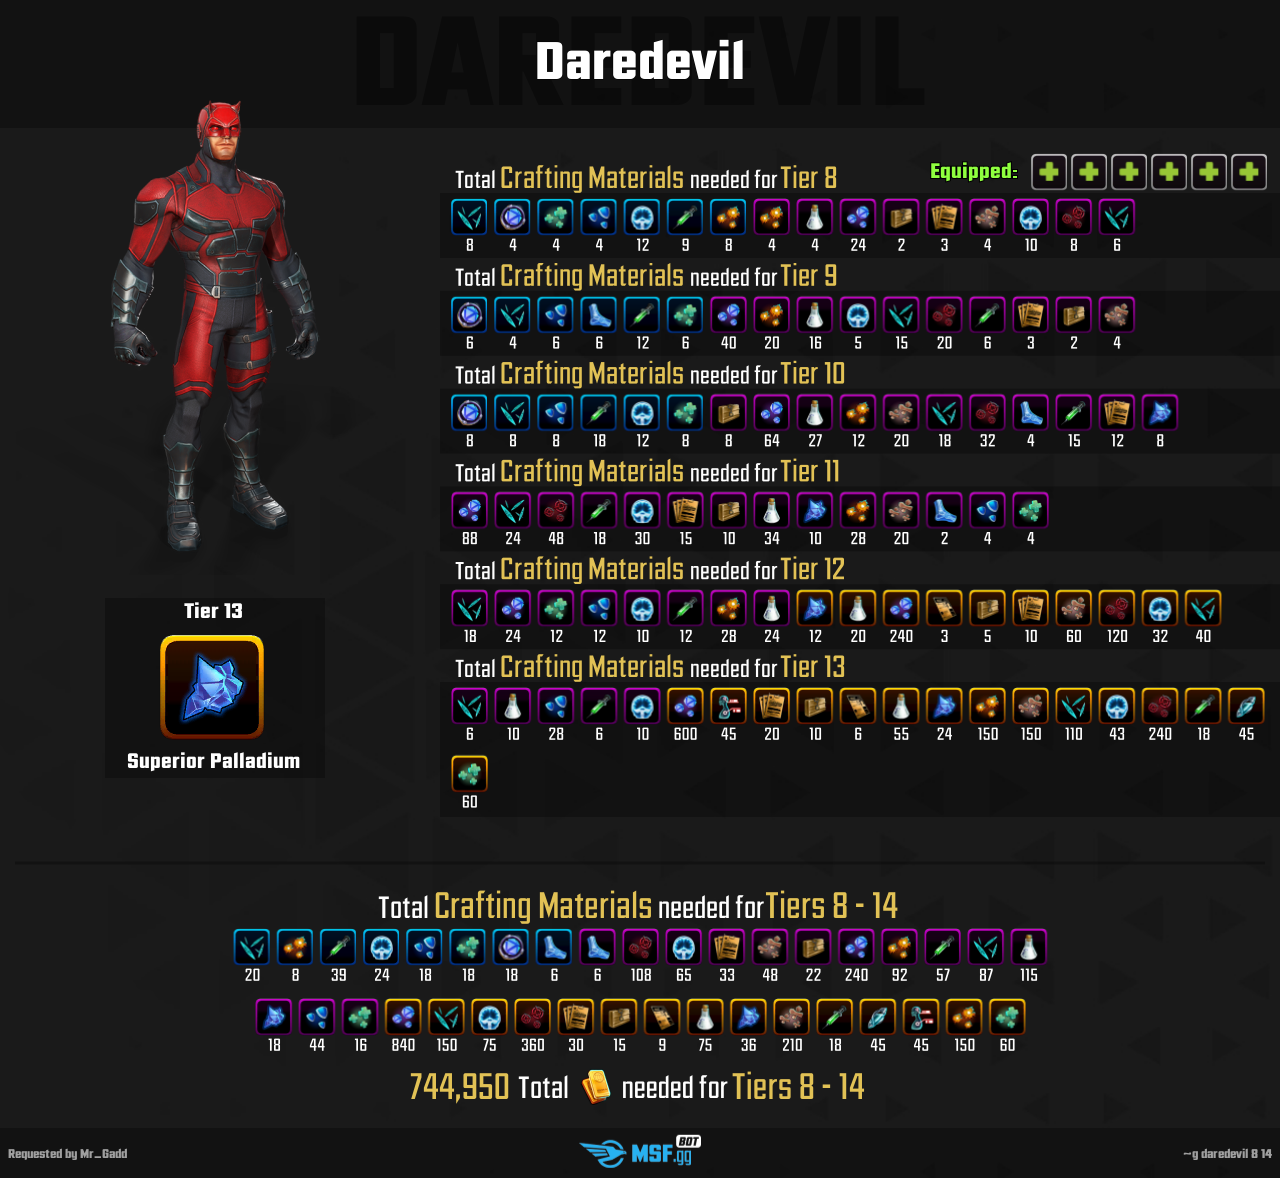 DAREDEVIL
Daredevil
Equipped:
Total Crafting Materials needed for Tier 8
8 4 4 4 12 9 8 4 4 24 2 3 4 10 8 6
Total Crafting Materials needed for Tier 9
6 4 6 6 12 6 40 20 16 5 15 20 6 3 2 4
Total Crafting Materials needed for Tier 10
8 8 8 18 12 8 8 64 27 12 20 18 32 4 15 12 8
Total Crafting Materials needed for Tier 11
88 24 48 18 30 15 10 34 10 28 20 2 4 4
Total Crafting Materials needed for Tier 12
18 24 12 12 10 12 28 24 12 20 240 3 5 10 60 120 32 40
Total Crafting Materials needed for Tier 13
6 10 28 6 10 600 45 20 10 6 55 24 150 150 110 43 240 18 45
60
Tier 13
Superior Palladium
Total Crafting Materials needed for Tiers 8 - 14
20 8 39 24 18 18 18 6 6 108 65 33 48 22 240 92 57 87 115
18 44 16 840 150 75 360 30 15 9 75 36 210 18 45 45 150 60
744,950 Total needed for Tiers 8 - 14
Requested by Mr_Gadd
MSF.gg BOT
~g daredevil 8 14